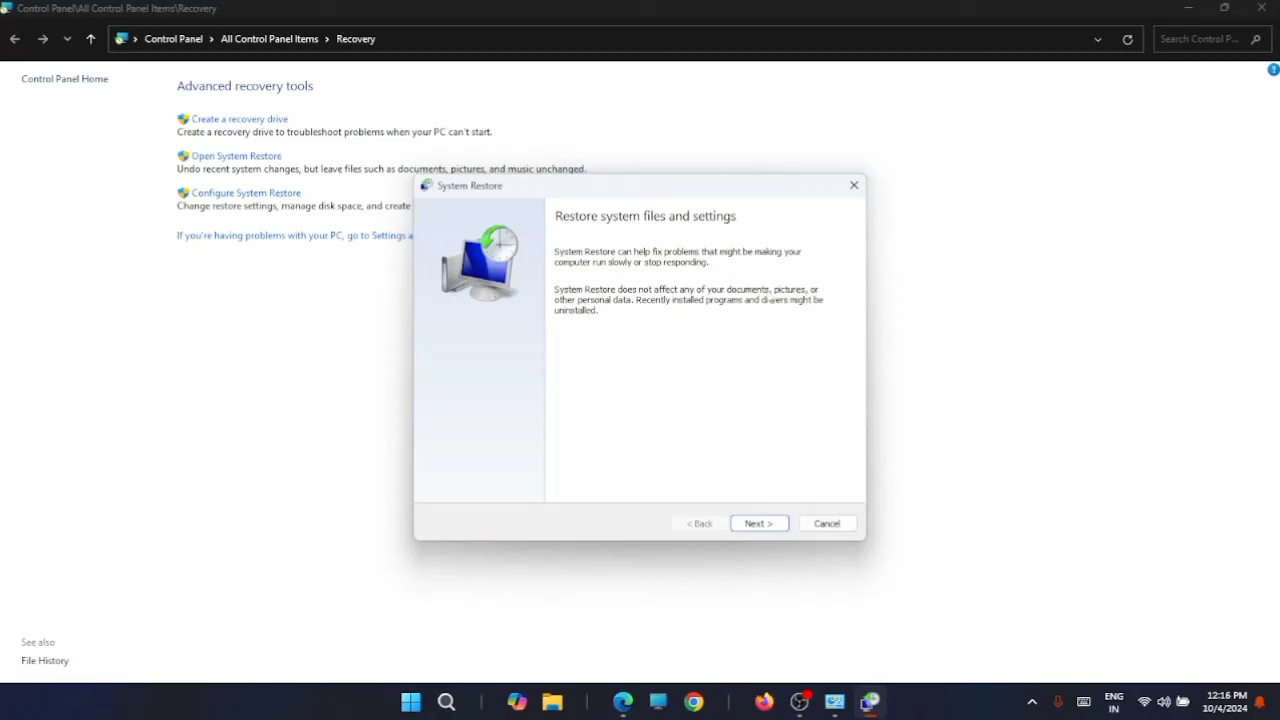 Control Panel\All Control Panel Items\Recovery
Control Panel > All Control Panel Items > Recovery
Search Control P...
Control Panel Home
Advanced recovery tools
Create a recovery drive
Create a recovery drive to troubleshoot problems when your PC can't start.
Open System Restore
Undo recent system changes, but leave files such as documents, pictures, and music unchanged.
Configure System Restore
Change restore settings, manage disk space, and create
If you're having problems with your PC, go to Settings a
System Restore
Restore system files and settings
System Restore can help fix problems that might be making your
computer run slowly or stop responding.
System Restore does not affect any of your documents, pictures, or
other personal data. Recently installed programs and drivers might be
uninstalled.
< Back
Next >
Cancel
See also
File History
ENG
IN
12:16 PM
10/4/2024